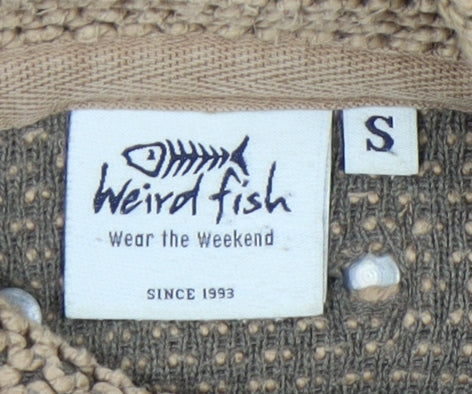 Weird fish
S
Wear the Weekend
SINCE 1993